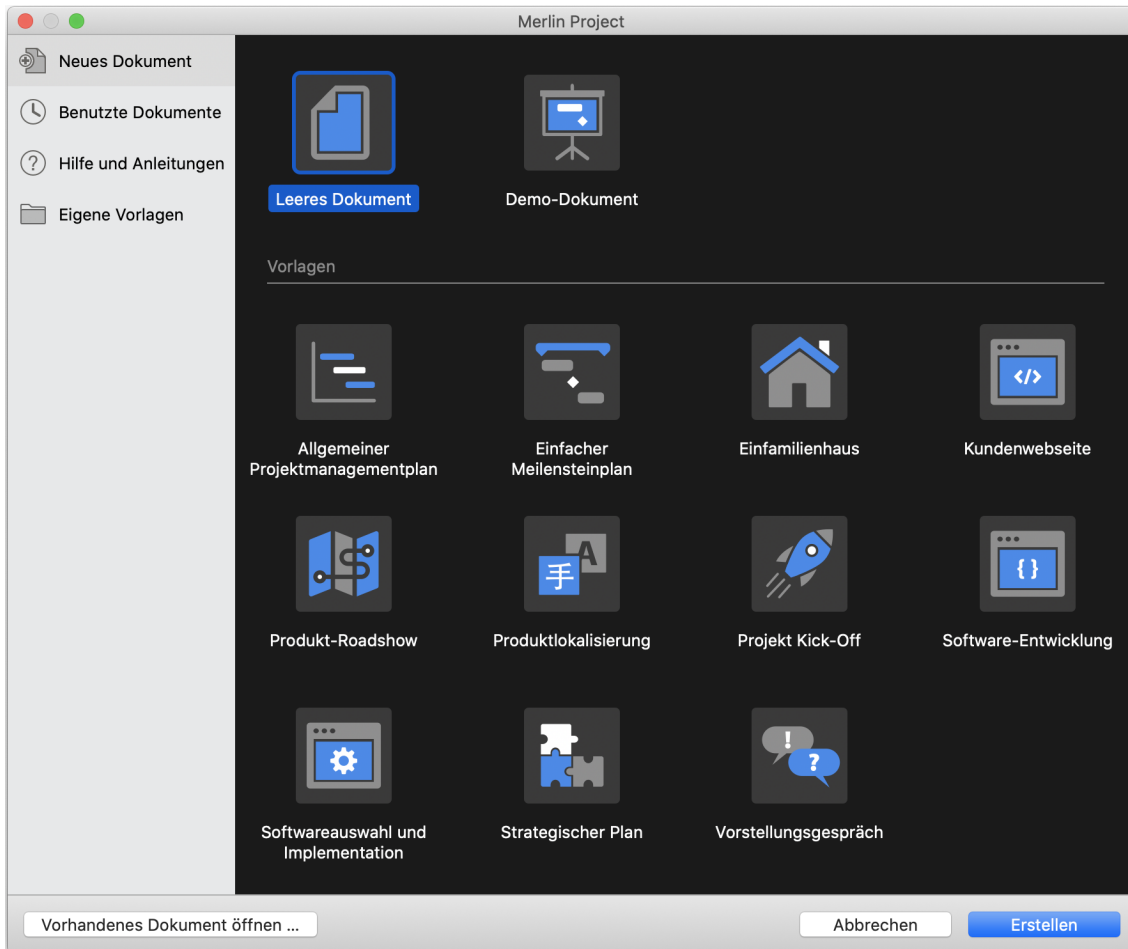 Merlin Project
Neues Dokument
Benutzte Dokumente
Hilfe und Anleitungen
Eigene Vorlagen
Leeres Dokument
Demo-Dokument
Vorlagen
Allgemeiner
Projektmanagementplan
Einfacher
Meilensteinplan
Einfamilienhaus
</>
Kundenwebseite
Produkt-Roadshow
A
手
Produktlokalisierung
Projekt Kick-Off
{ }
Software-Entwicklung
Softwareauswahl und
Implementation
Strategischer Plan
!
?
Vorstellungsgespräch
Vorhandenes Dokument öffnen ...
Abbrechen
Erstellen